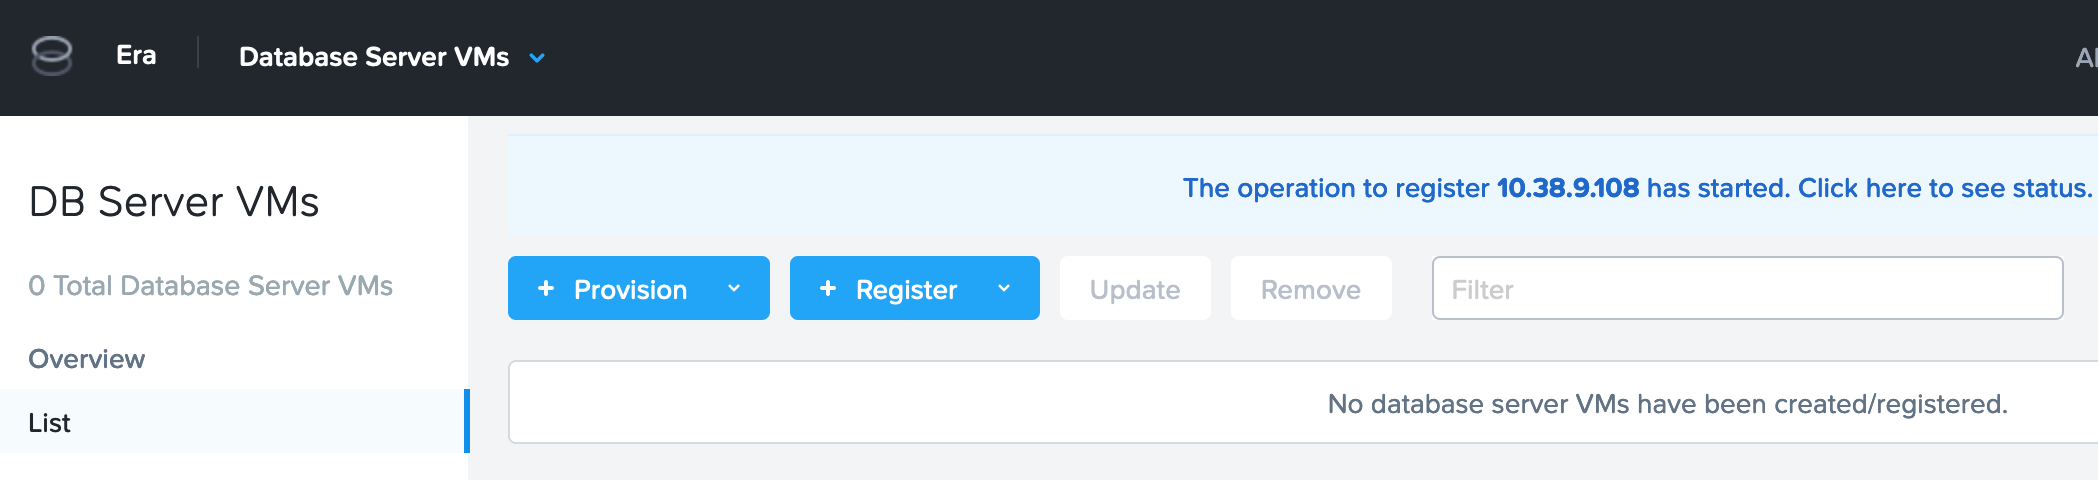 Era
Database Server VMs
DB Server VMs
0 Total Database Server VMs
Overview
List
The operation to register 10.38.9.108 has started. Click here to see status.
+ Provision
+ Register
Update
Remove
Filter
No database server VMs have been created/registered.